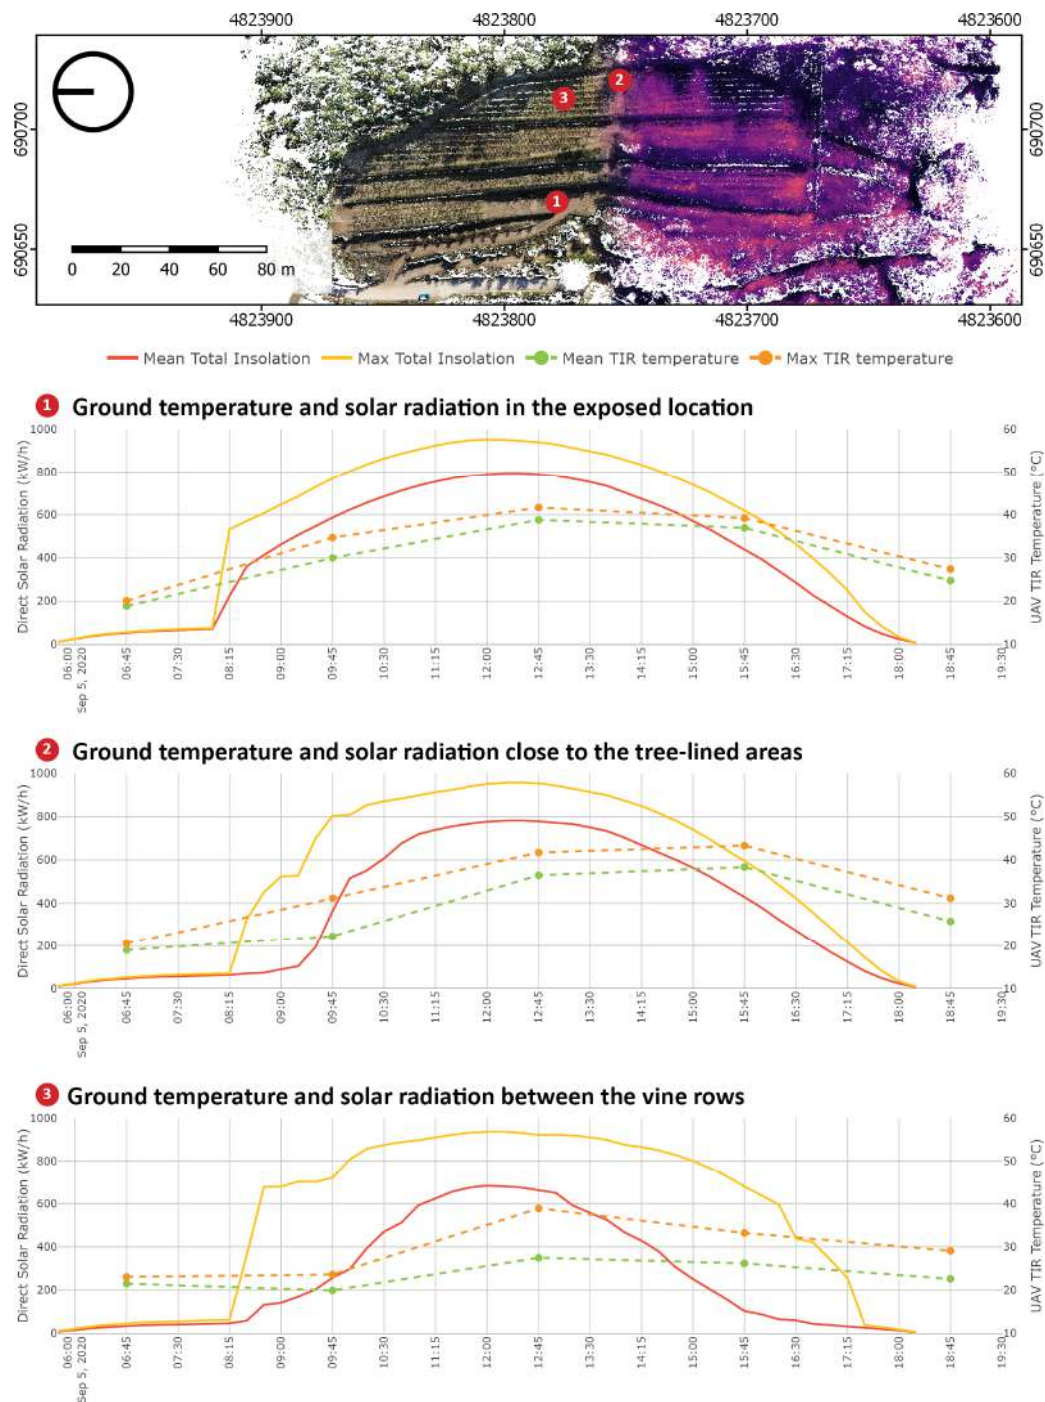 4823900 4823800 4823700 4823600
690700 690700
690650 690650
2
3
1
0 20 40 60 80 m
4823900 4823800 4823700 4823600
Mean Total Insolation Max Total Insolation Mean TIR temperature Max TIR temperature
1 Ground temperature and solar radiation in the exposed location
Direct Solar Radiation (kW/h)
1000
800
600
400
200
0
60
50
40
30
20
10
UAV TIR Temperature (°C)
06:00 06:45 07:30 08:15 09:00 09:45 10:30 11:15 12:00 12:45 13:30 14:15 15:00 15:45 16:30 17:15 18:00 18:45 19:30
Sep 5, 2020
2 Ground temperature and solar radiation close to the tree-lined areas
Direct Solar Radiation (kW/h)
1000
800
600
400
200
0
60
50
40
30
20
10
UAV TIR Temperature (°C)
06:00 06:45 07:30 08:15 09:00 09:45 10:30 11:15 12:00 12:45 13:30 14:15 15:00 15:45 16:30 17:15 18:00 18:45 19:30
Sep 5, 2020
3 Ground temperature and solar radiation between the vine rows
Direct Solar Radiation (kW/h)
1000
800
600
400
200
0
60
50
40
30
20
10
UAV TIR Temperature (°C)
06:00 06:45 07:30 08:15 09:00 09:45 10:30 11:15 12:00 12:45 13:30 14:15 15:00 15:45 16:30 17:15 18:00 18:45 19:30
Sep 5, 2020